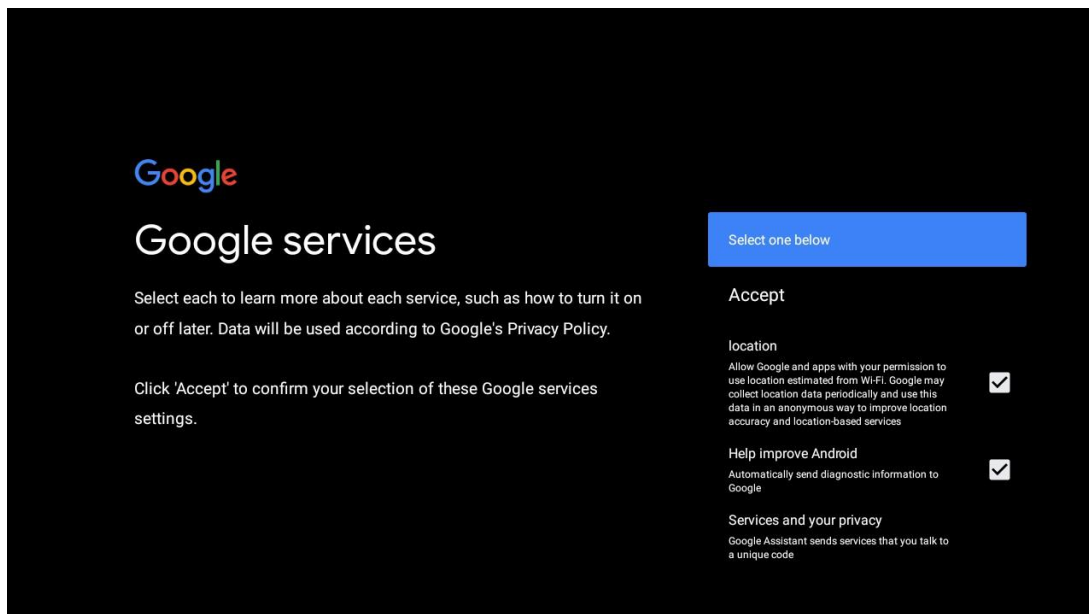 Google
Google services
Select each to learn more about each service, such as how to turn it on
or off later. Data will be used according to Google's Privacy Policy.
Click 'Accept' to confirm your selection of these Google services
settings.
Select one below
Accept
location
Allow Google and apps with your permission to
use location estimated from Wi-Fi. Google may
collect location data periodically and use this
data in an anonymous way to improve location
accuracy and location-based services
Help improve Android
Automatically send diagnostic information to
Google
Services and your privacy
Google Assistant sends services that you talk to
a unique code